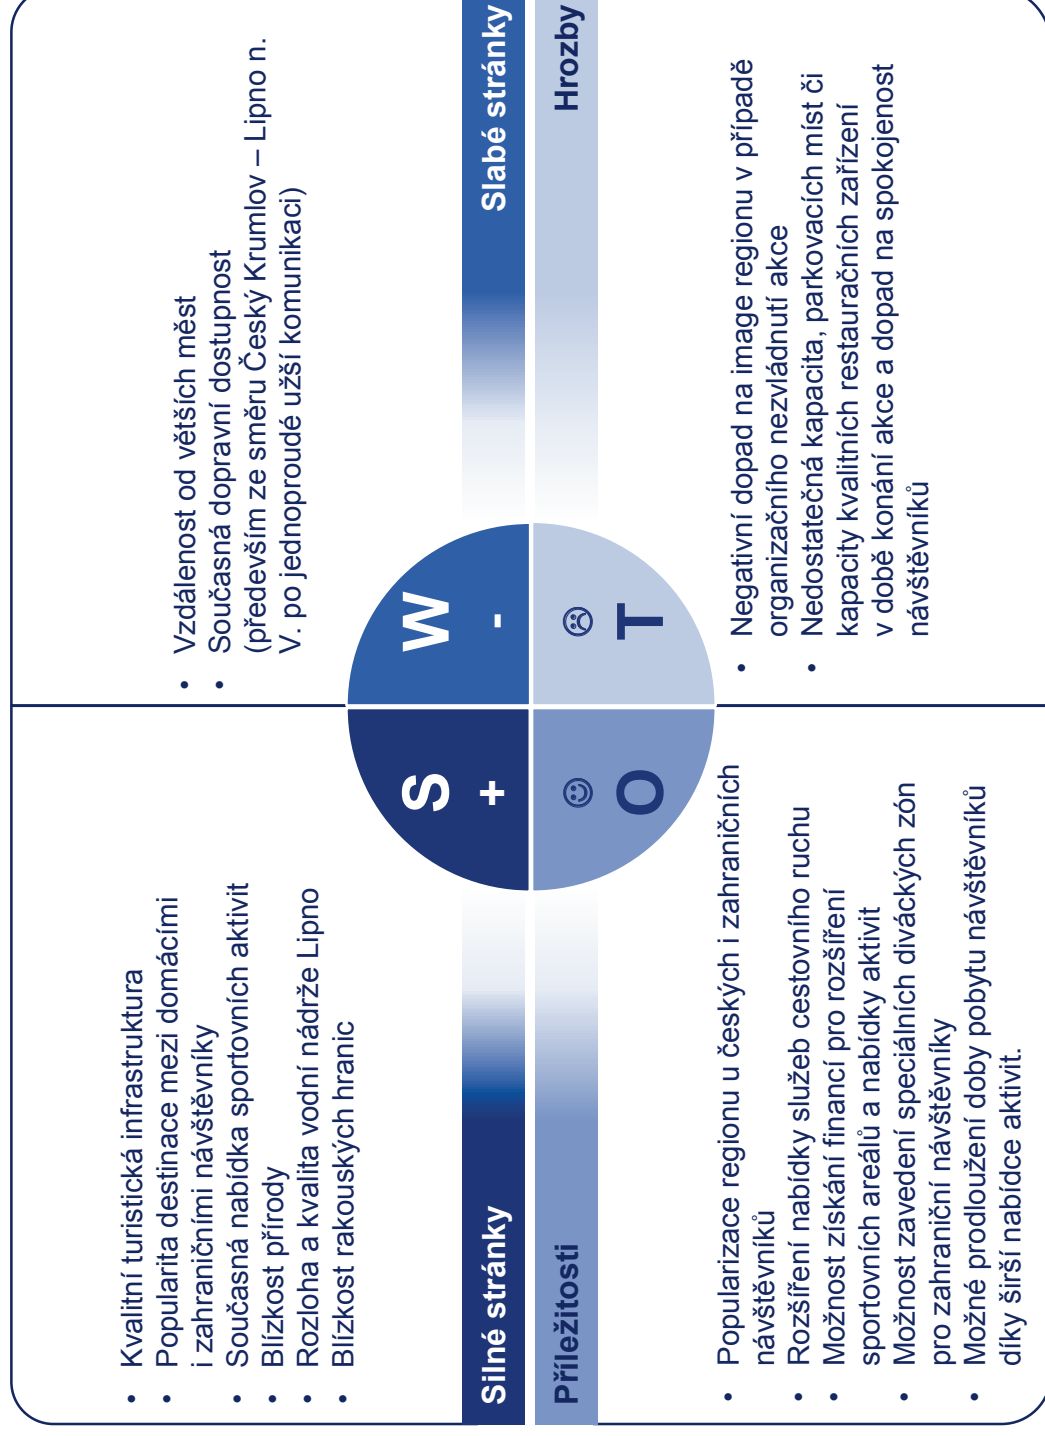 • Kvalitní turistická infrastruktura
• Popularita destinace mezi domácími
i zahraničními návštěvníky
• Současná nabídka sportovních aktivit
• Blízkost přírody
• Rozloha a kvalita vodní nádrže Lipno
• Blízkost rakouských hranic
• Vzdálenost od větších měst
• Současná dopravní dostupnost
(především ze směru Český Krumlov – Lipno n.
V. po jednoproudé užší komunikaci)
S
W
+
-
Silné stránky
Slabé stránky
Příležitosti
Hrozby
☺
☹
O
T
• Popularizace regionu u českých i zahraničních
návštěvníků
• Rozšíření nabídky služeb cestovního ruchu
• Možnost získání financí pro rozšíření
sportovních areálů a nabídky aktivit
• Možnost zavedení speciálních diváckých zón
pro zahraniční návštěvníky
• Možné prodloužení doby pobytu návštěvníků
díky širší nabídce aktivit.
• Negativní dopad na image regionu v případě
organizačního nezvládnutí akce
• Nedostatečná kapacita, parkovacích míst či
kapacity kvalitních restauračních zařízení
v době konání akce a dopad na spokojenost
návštěvníků